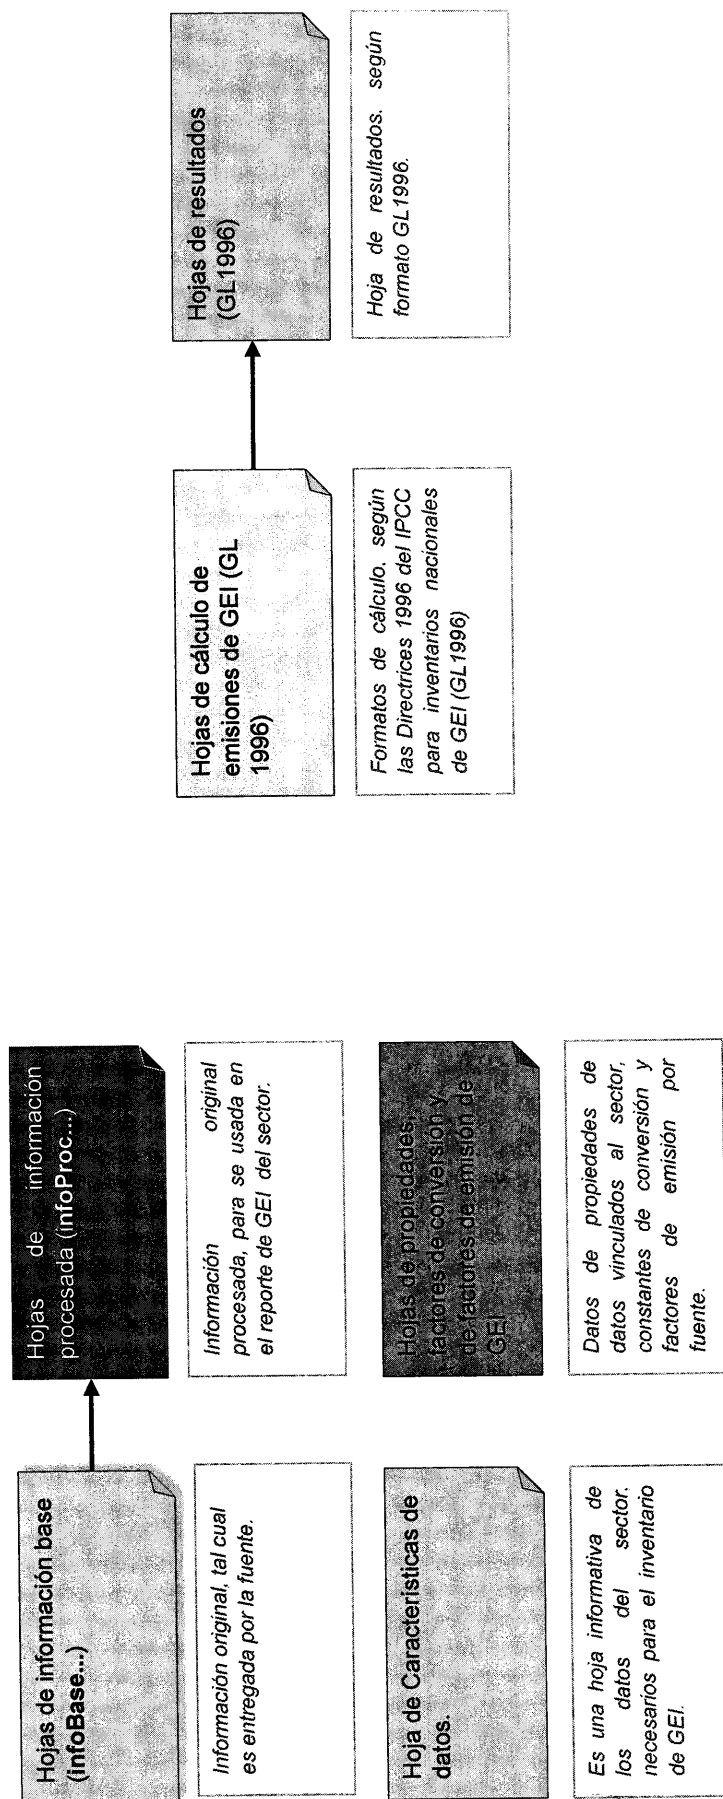 Hojas de información base
(infoBase...)
Información original, tal cual
es entregada por la fuente.
Hojas de información
procesada (infoProc...)
Información original
procesada, para se usada en
el reporte de GEI del sector.
Hoja de Características de
datos.
Es una hoja informativa de
los datos del sector,
necesarios para el inventario
de GEI.
Hojas de propiedades,
factores de conversión y
de factores de emisión de
GEI
Datos de propiedades de
datos vinculados al sector,
constantes de conversión y
factores de emisión por
fuente.
Hojas de cálculo de
emisiones de GEI (GL
1996)
Formatos de cálculo, según
las Directrices 1996 del IPCC
para inventarios nacionales
de GEI (GL1996)
Hojas de resultados
(GL1996)
Hoja de resultados, según
formato GL1996.